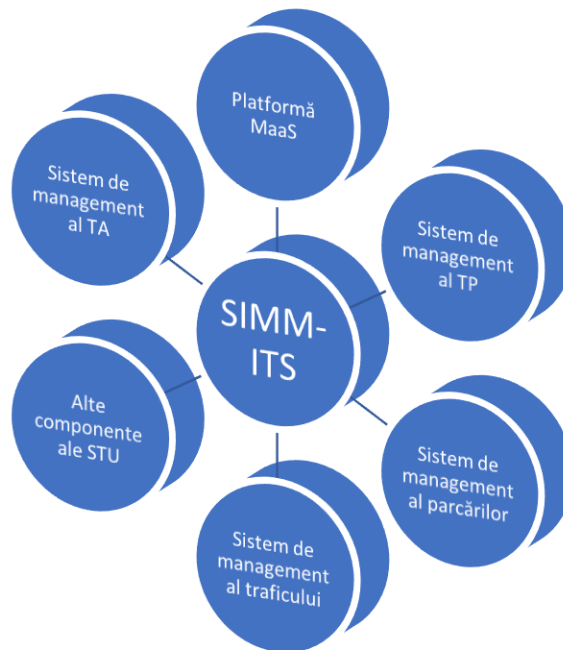 Platformă
MaaS
Sistem de
management
al TP
Sistem de
management
al parcărilor
Sistem de
management
al traficului
Alte
componente
ale STU
Sistem de
management
al TA
SIMM-
ITS